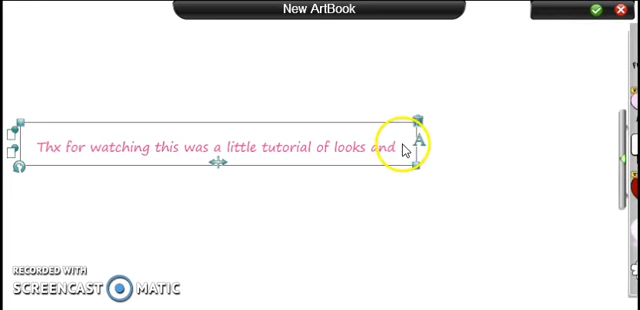 New ArtBook
A
Thx for watching this was a little tutorial of looks and
RECORDED WITH
SCREENCAST MATIC